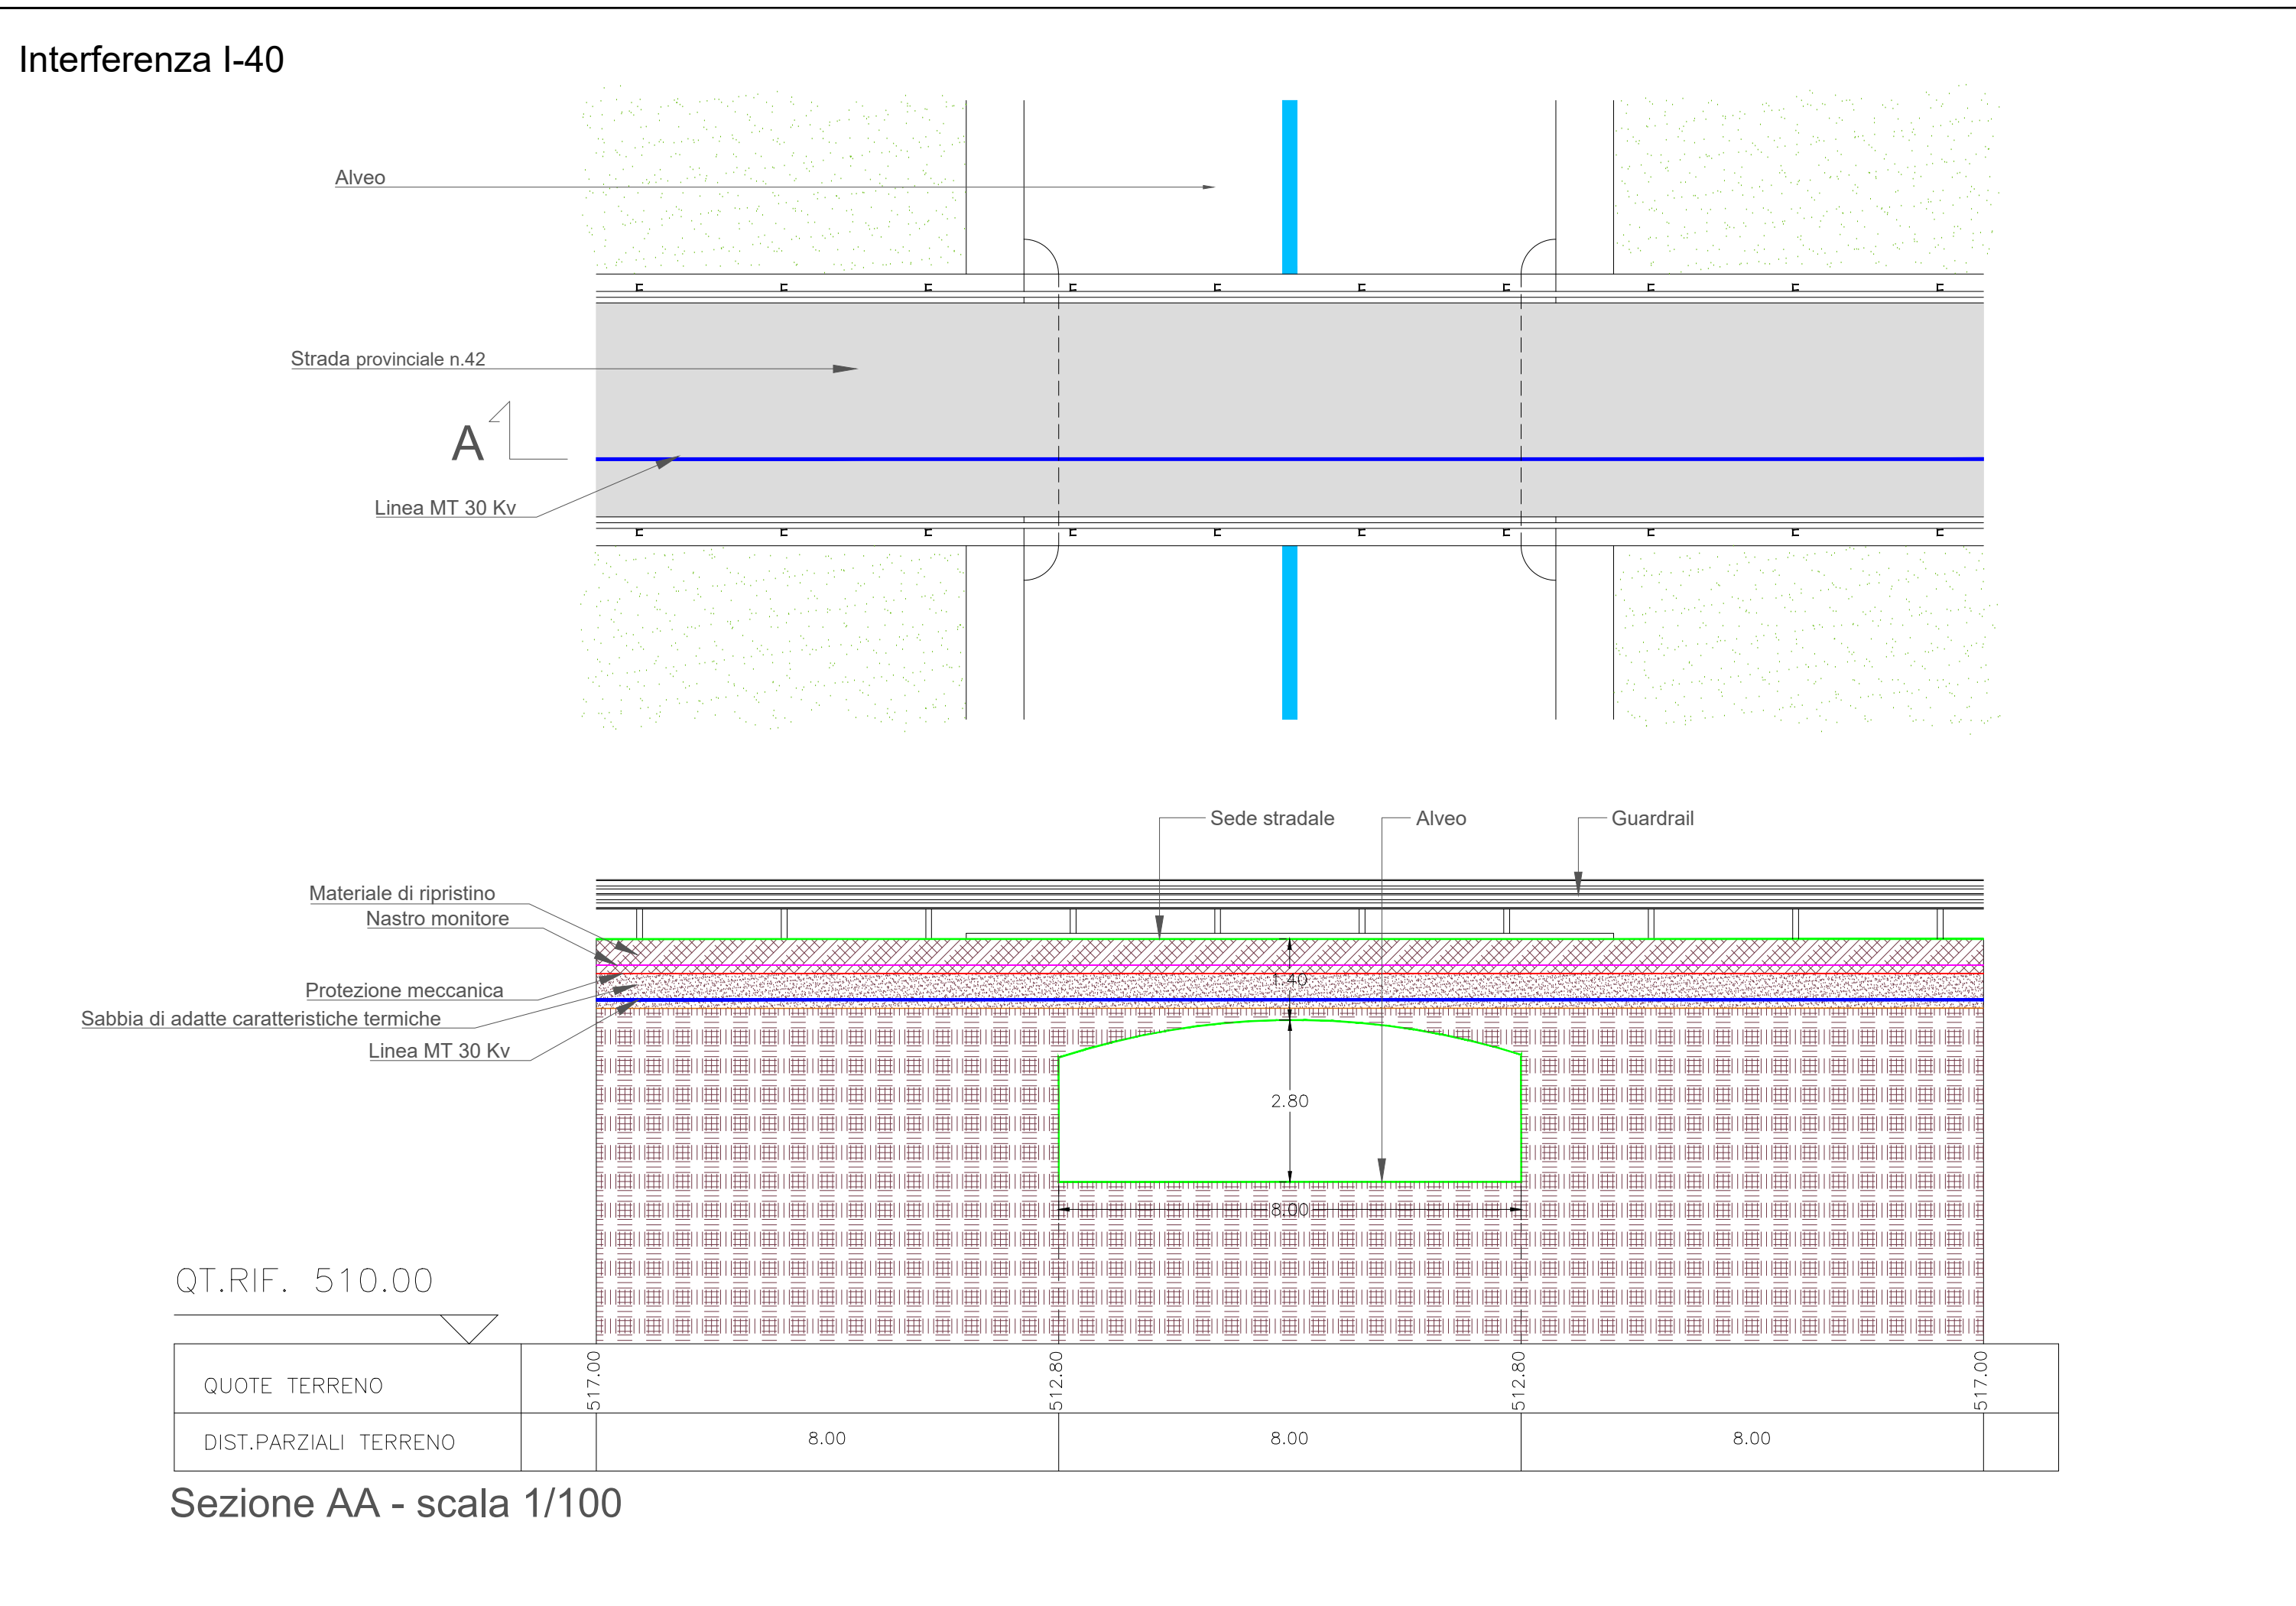 Interferenza I-40
Alveo
Strada provinciale n.42
A
Linea MT 30 Kv
Sede stradale
Alveo
Guardrail
Materiale di ripristino
Nastro monitore
1.40
Protezione meccanica
Sabbia di adatte caratteristiche termiche
Linea MT 30 Kv
2.80
8.00
QT.RIF. 510.00
QUOTE TERRENO
517.00
512.80
512.80
517.00
DIST.PARZIALI TERRENO
8.00
8.00
8.00
Sezione AA - scala 1/100